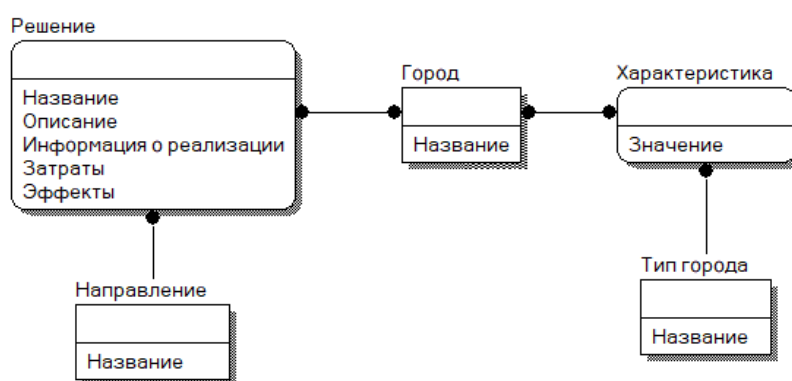 Решение
Название
Описание
Информация о реализации
Затраты
Эффекты
Город
Название
Характеристика
Значение
Направление
Название
Тип города
Название